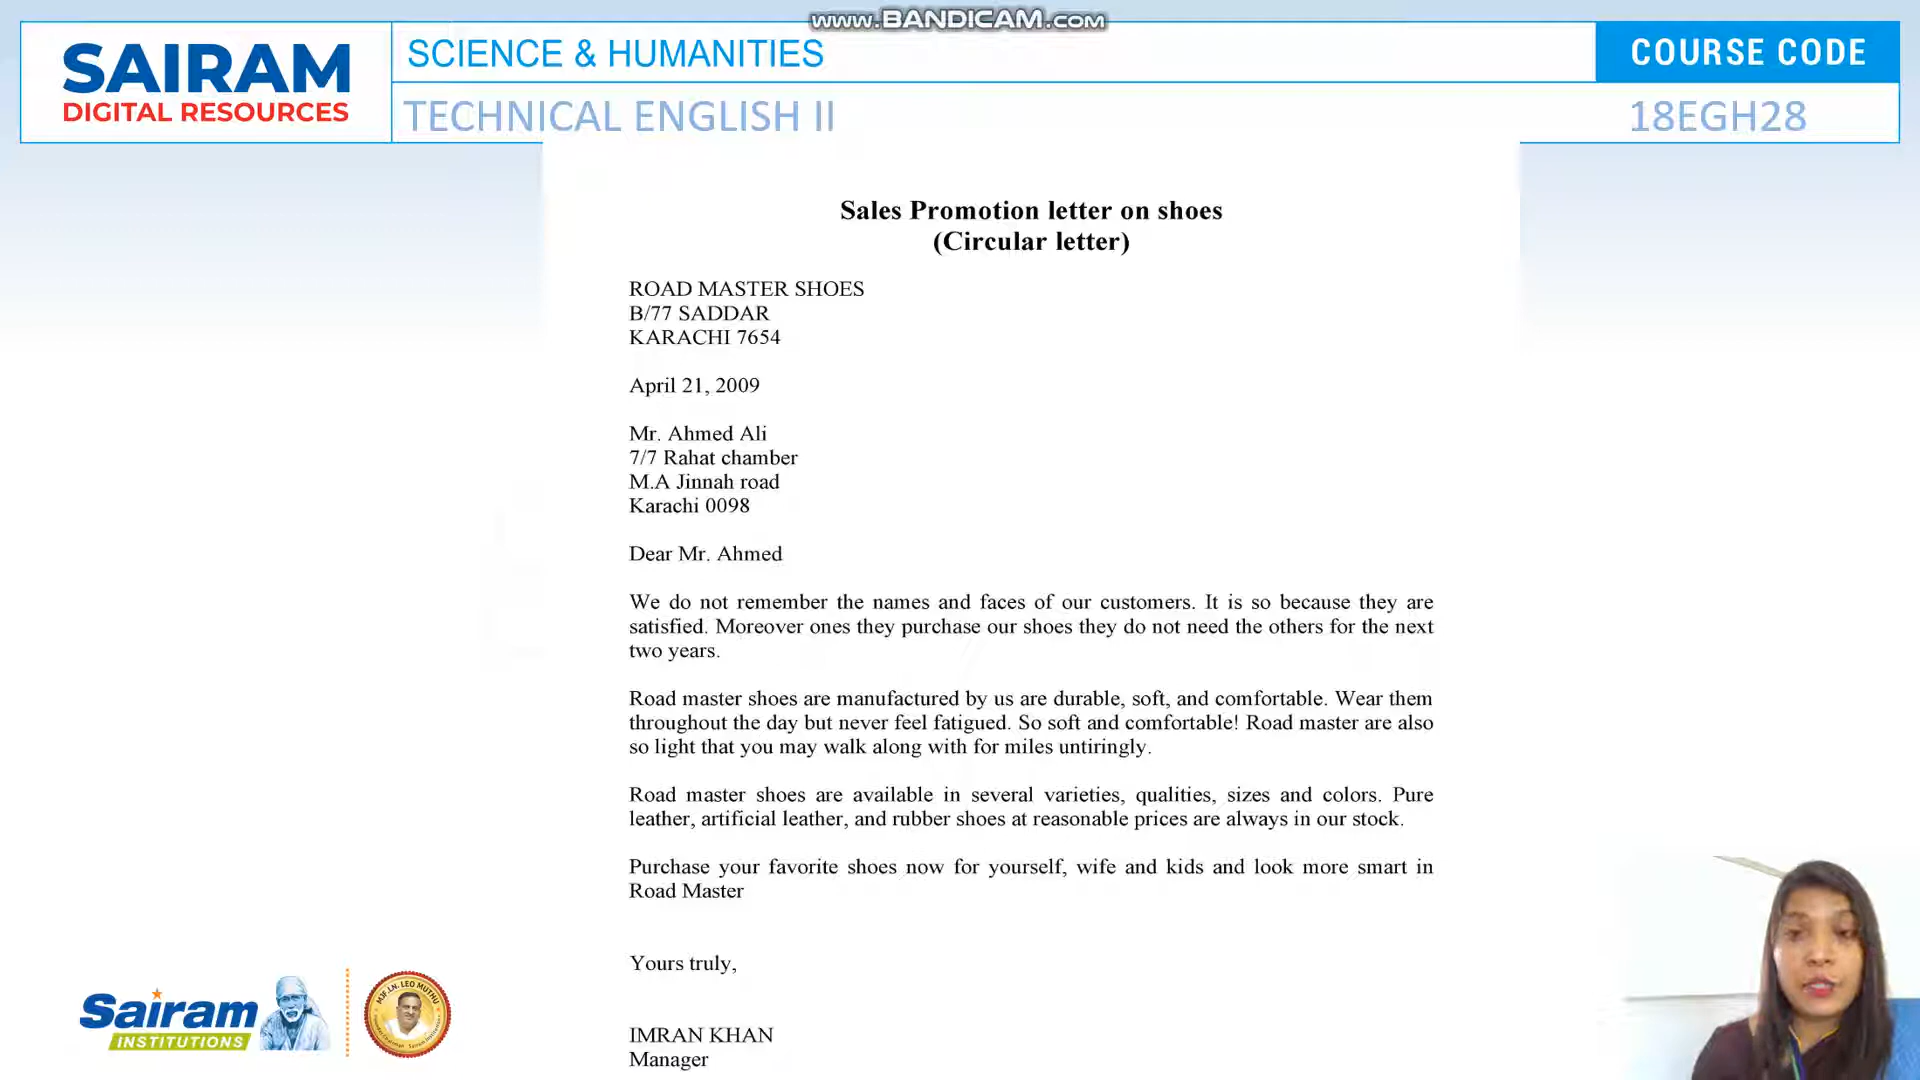 www.BANDICAM.com
SAIRAM
DIGITAL RESOURCES
SCIENCE & HUMANITIES
COURSE CODE
TECHNICAL ENGLISH II
18EGH28
Sales Promotion letter on shoes
(Circular letter)
ROAD MASTER SHOES
B/77 SADDAR
KARACHI 7654
April 21, 2009
Mr. Ahmed Ali
7/7 Rahat chamber
M.A Jinnah road
Karachi 0098
Dear Mr. Ahmed
We do not remember the names and faces of our customers. It is so because they are
satisfied. Moreover ones they purchase our shoes they do not need the others for the next
two years.
Road master shoes are manufactured by us are durable, soft, and comfortable. Wear them
throughout the day but never feel fatigued. So soft and comfortable! Road master are also
so light that you may walk along with for miles untiringly.
Road master shoes are available in several varieties, qualities, sizes and colors. Pure
leather, artificial leather, and rubber shoes at reasonable prices are always in our stock.
Purchase your favorite shoes now for yourself, wife and kids and look more smart in
Road Master
Yours truly,
IMRAN KHAN
Manager
Sairam
INSTITUTIONS
MJF.LN. LEO MUTHU